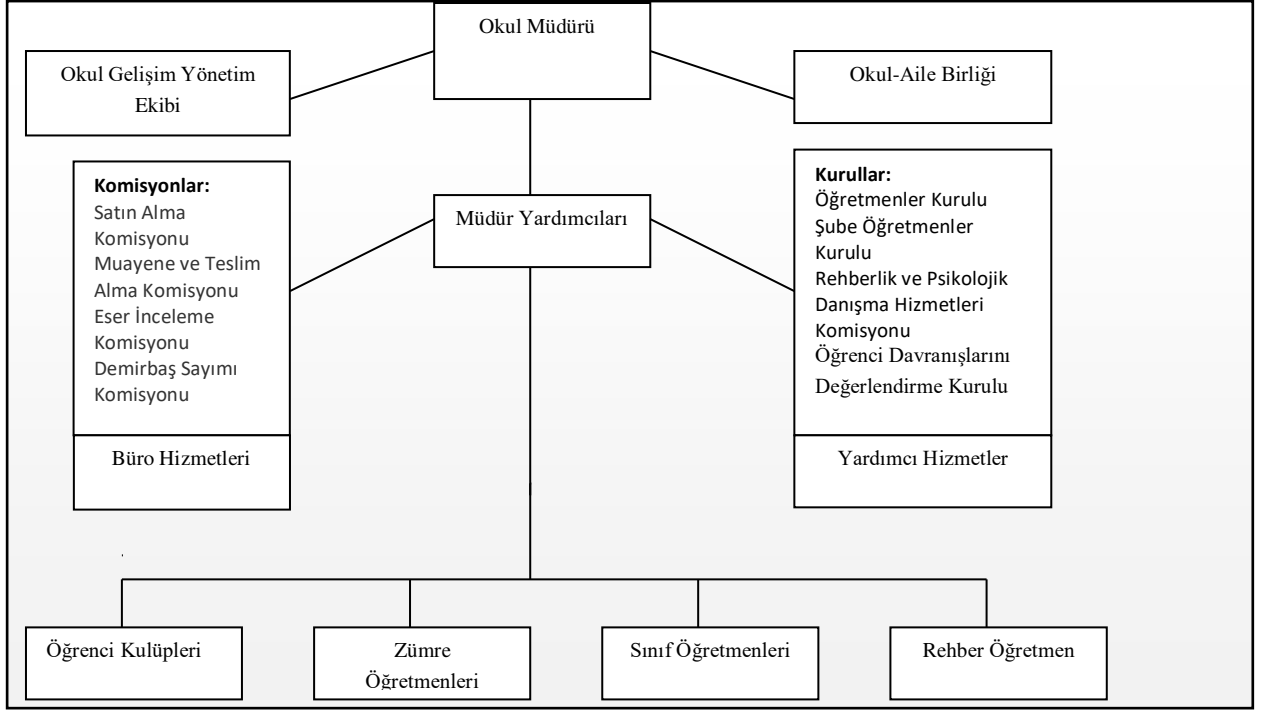 Okul Müdürü
Okul Gelişim Yönetim
Ekibi
Okul-Aile Birliği
Komisyonlar:
Satın Alma
Komisyonu
Muayene ve Teslim
Alma Komisyonu
Eser İnceleme
Komisyonu
Demirbaş Sayımı
Komisyonu
Müdür Yardımcıları
Kurullar:
Öğretmenler Kurulu
Şube Öğretmenler
Kurulu
Rehberlik ve Psikolojik
Danışma Hizmetleri
Komisyonu
Öğrenci Davranışlarını
Değerlendirme Kurulu
Büro Hizmetleri
Yardımcı Hizmetler
Öğrenci Kulüpleri
Zümre
Öğretmenleri
Sınıf Öğretmenleri
Rehber Öğretmen